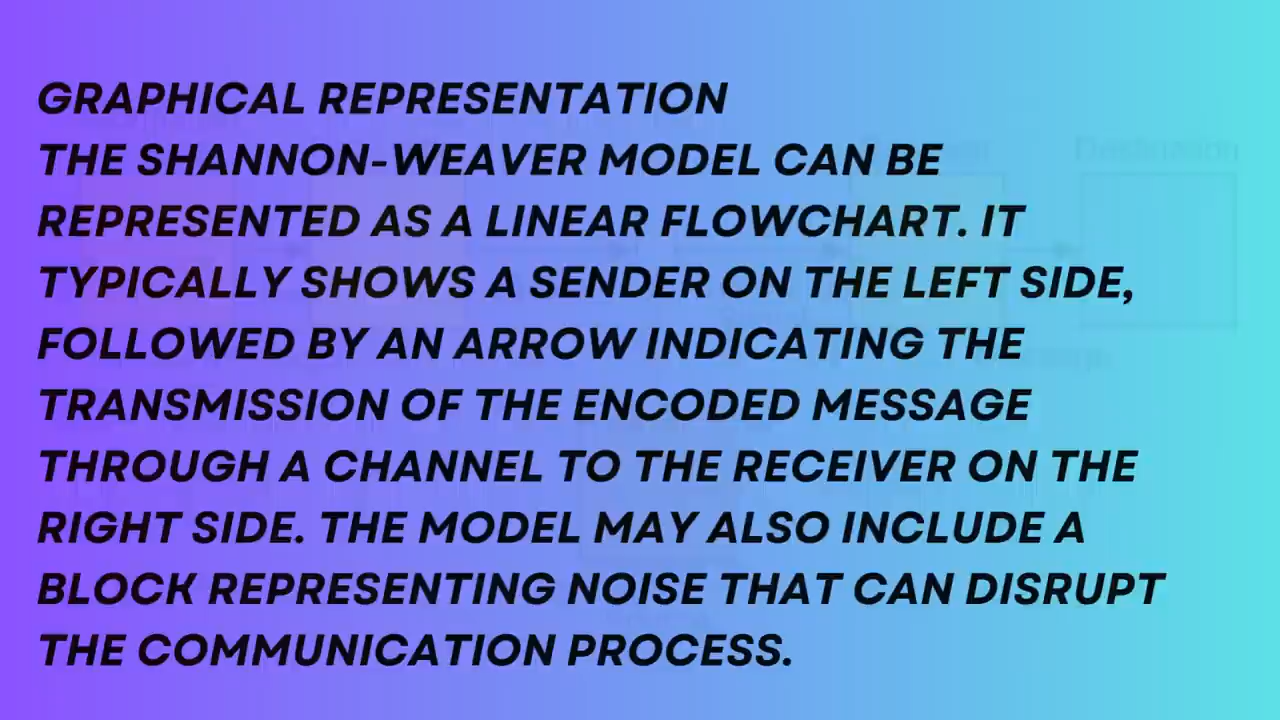 GRAPHICAL REPRESENTATION
THE SHANNON-WEAVER MODEL CAN BE
REPRESENTED AS A LINEAR FLOWCHART. IT
TYPICALLY SHOWS A SENDER ON THE LEFT SIDE,
FOLLOWED BY AN ARROW INDICATING THE
TRANSMISSION OF THE ENCODED MESSAGE
THROUGH A CHANNEL TO THE RECEIVER ON THE
RIGHT SIDE. THE MODEL MAY ALSO INCLUDE A
BLOCK REPRESENTING NOISE THAT CAN DISRUPT
THE COMMUNICATION PROCESS.
Destination